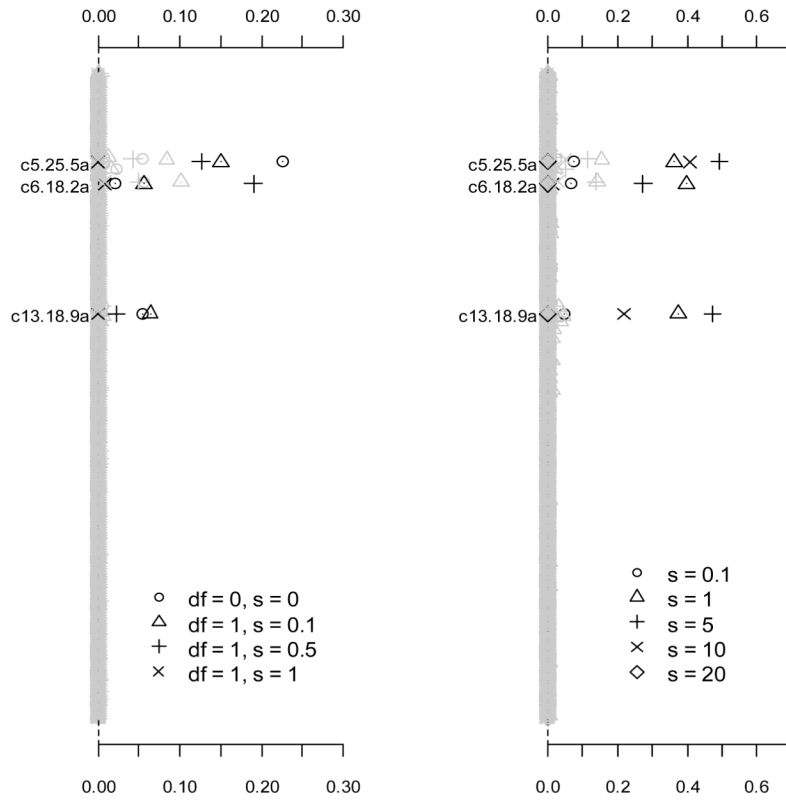 0.00 0.10 0.20 0.30
0.0 0.2 0.4 0.6
c5.25.5a
c6.18.2a
c13.18.9a
df = 0, s = 0
df = 1, s = 0.1
df = 1, s = 0.5
df = 1, s = 1
0.00 0.10 0.20 0.30
c5.25.5a
c6.18.2a
c13.18.9a
s = 0.1
s = 1
s = 5
s = 10
s = 20
0.0 0.2 0.4 0.6